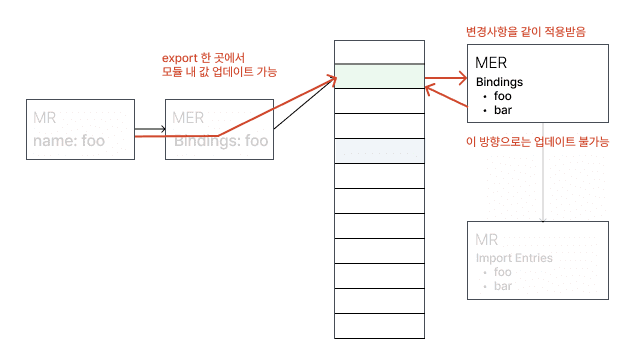 export 한 곳에서
모듈 내 값 업데이트 가능
MR
name: foo
MER
Bindings: foo
변경사항을 같이 적용받음
MER
Bindings
• foo
• bar
이 방향으로는 업데이트 불가능
MR
Import Entries
• foo
• bar